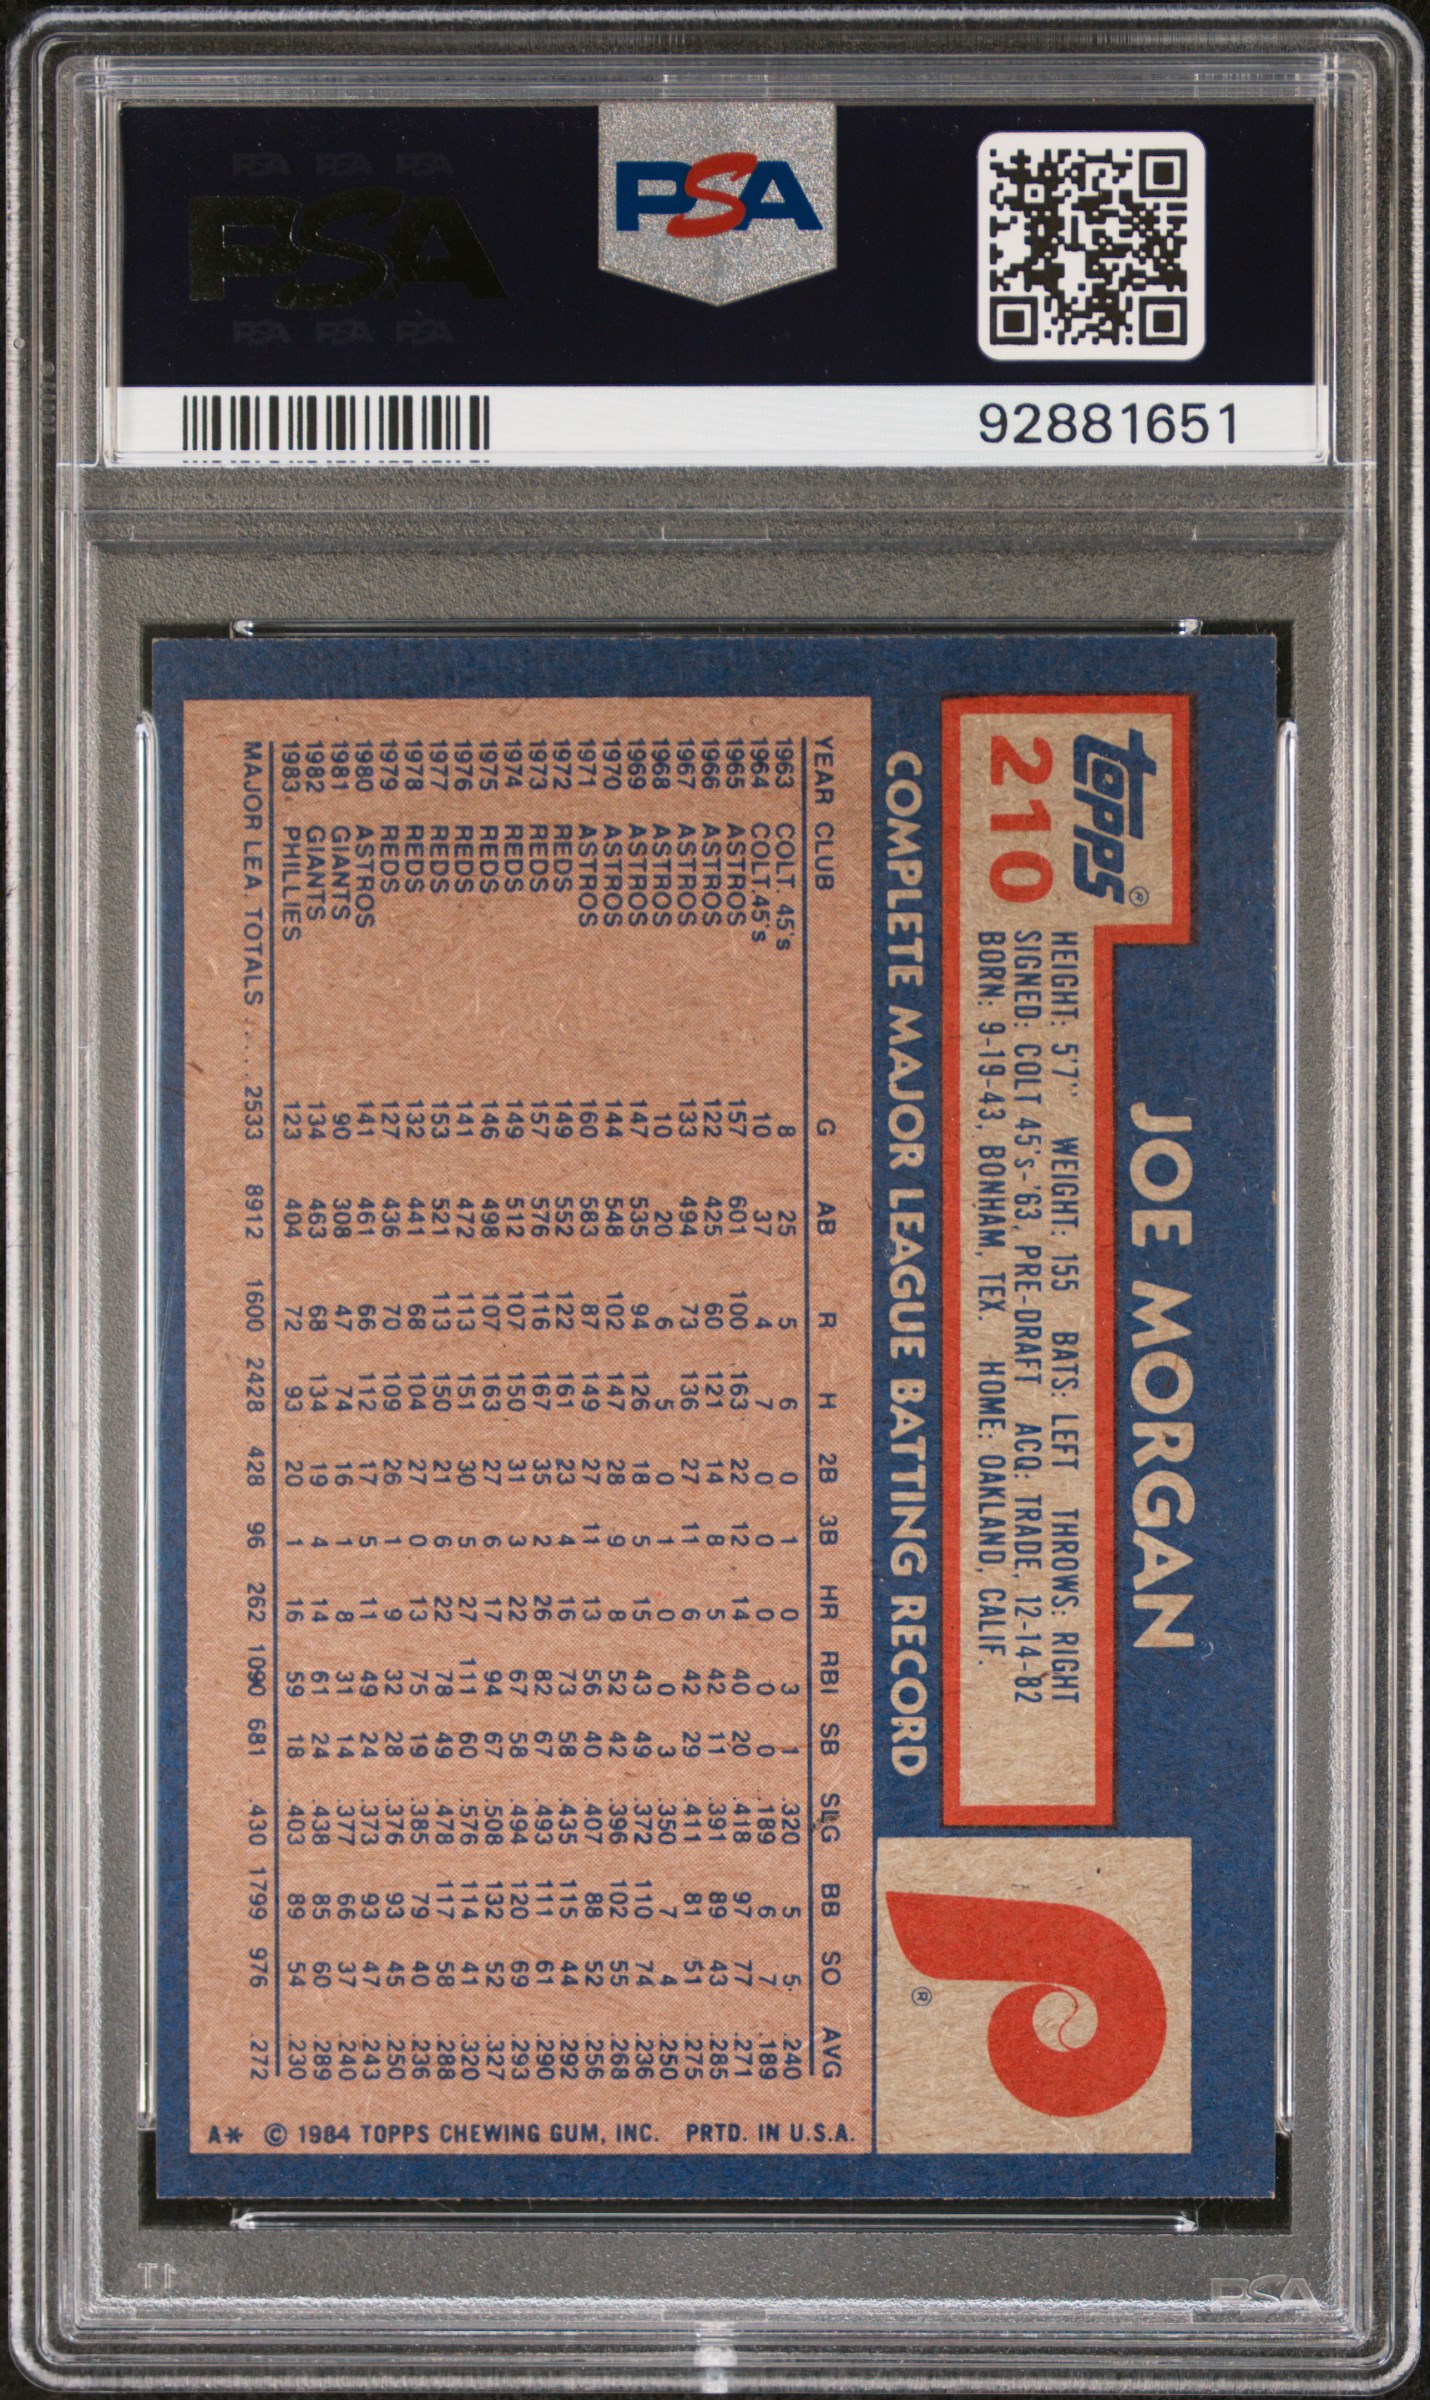 PSA PSA PSA
PSA
PSA PSA PSA
PSA
92881651
topps®
210
JOE MORGAN
HEIGHT: 5'7" WEIGHT: 155 BATS: LEFT THROWS: RIGHT
SIGNED: COLT 45's-'63, PRE-DRAFT ACQ: TRADE, 12-14-82
BORN: 9-19-43, BONHAM, TEX. HOME: OAKLAND, CALIF.
P ®
COMPLETE MAJOR LEAGUE BATTING RECORD
YEAR CLUB G AB R H 2B 3B HR RBI SB SLG BB SO AVG
1963 COLT. 45's 8 25 5 6 0 1 0 3 1 .320 5 5 .240
1964 COLT.45's 10 37 4 7 0 0 0 0 0 .189 6 7 .189
1965 ASTROS 157 601 100 163 22 12 14 40 20 .418 97 77 .271
1966 ASTROS 122 425 60 121 14 8 5 42 11 .391 89 43 .285
1967 ASTROS 133 494 73 136 27 11 6 42 29 .411 81 51 .275
1968 ASTROS 10 20 6 5 0 1 0 0 3 .350 7 4 .250
1969 ASTROS 147 535 94 126 18 5 15 43 49 .372 110 74 .236
1970 ASTROS 144 548 102 147 28 9 8 52 42 .396 102 55 .268
1971 ASTROS 160 583 87 149 27 11 13 56 40 .407 88 52 .256
1972 REDS 149 552 122 161 23 4 16 73 58 .435 115 44 .292
1973 REDS 157 576 116 167 35 2 26 82 67 .493 111 61 .290
1974 REDS 149 512 107 150 31 3 22 67 58 .494 120 69 .293
1975 REDS 146 498 107 163 27 6 17 94 67 .508 132 52 .327
1976 REDS 141 472 113 151 30 5 27 111 60 .576 114 41 .320
1977 REDS 153 521 113 150 21 6 22 78 49 .478 117 58 .288
1978 REDS 132 441 68 104 27 0 13 75 19 .385 79 40 .236
1979 REDS 127 436 70 109 26 1 9 32 28 .376 93 45 .250
1980 ASTROS 141 461 66 112 17 5 11 49 24 .373 93 47 .243
1981 GIANTS 90 308 47 74 16 1 8 31 14 .377 66 37 .240
1982 GIANTS 134 463 68 134 19 4 14 61 24 .438 85 60 .289
1983 PHILLIES 123 404 72 93 20 1 16 59 18 .403 89 54 .230
MAJOR LEA. TOTALS ..... 2533 8912 1600 2428 428 96 262 1090 681 .430 1799 976 .272
A* © 1984 TOPPS CHEWING GUM, INC. PRTD. IN U.S.A.
PSA